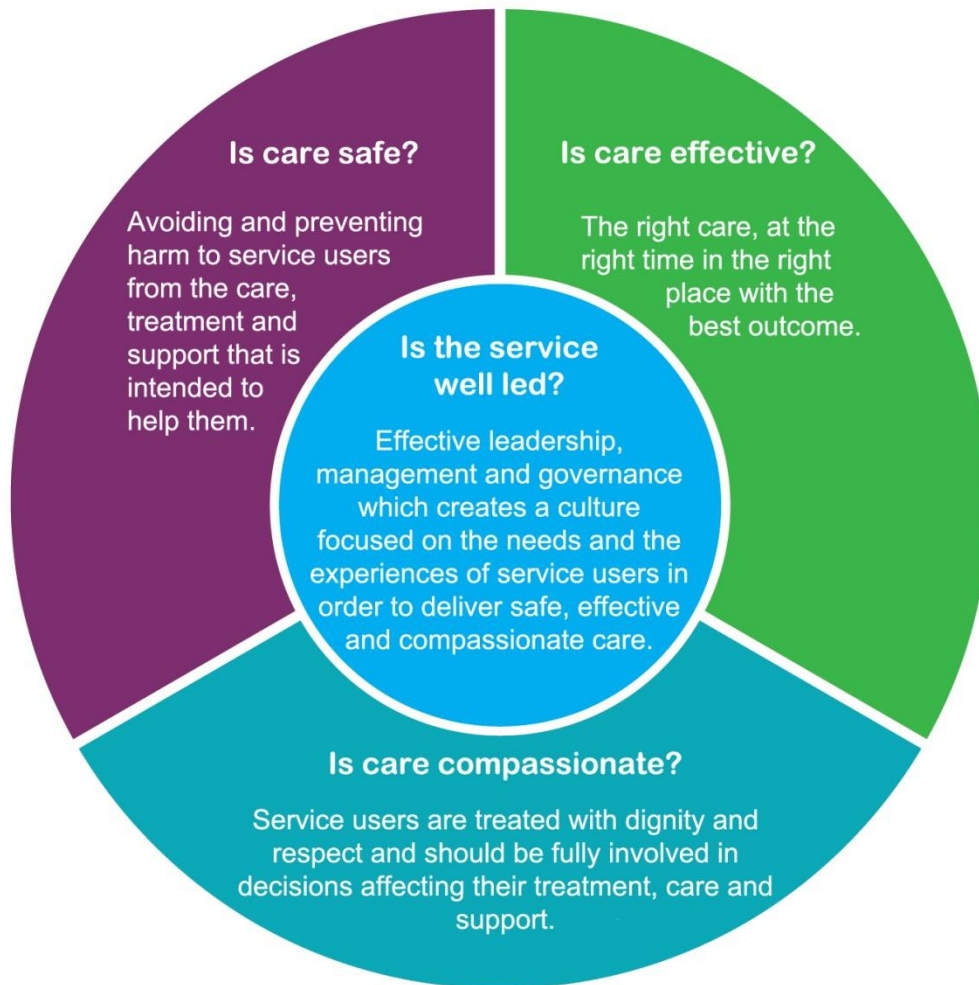 Is care safe?
Avoiding and preventing
harm to service users
from the care,
treatment and
support that is
intended to
help them.
Is care effective?
The right care, at the
right time in the right
place with the
best outcome.
Is the service
well led?
Effective leadership,
management and governance
which creates a culture
focused on the needs and the
experiences of service users in
order to deliver safe, effective
and compassionate care.
Is care compassionate?
Service users are treated with dignity and
respect and should be fully involved in
decisions affecting their treatment, care and
support.